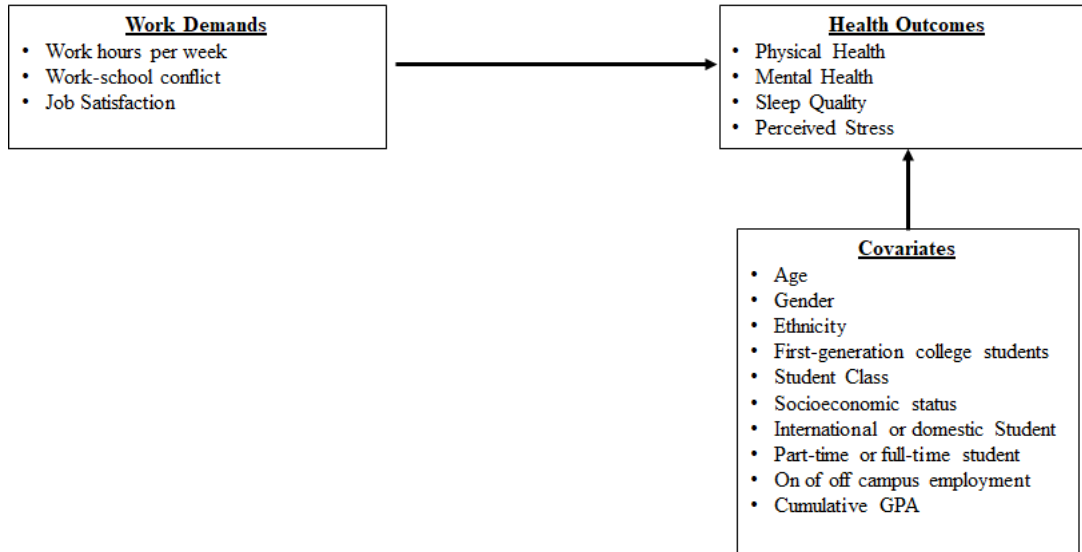 Work Demands
• Work hours per week
• Work-school conflict
• Job Satisfaction
Health Outcomes
• Physical Health
• Mental Health
• Sleep Quality
• Perceived Stress
Covariates
• Age
• Gender
• Ethnicity
• First-generation college students
• Student Class
• Socioeconomic status
• International or domestic Student
• Part-time or full-time student
• On of off campus employment
• Cumulative GPA